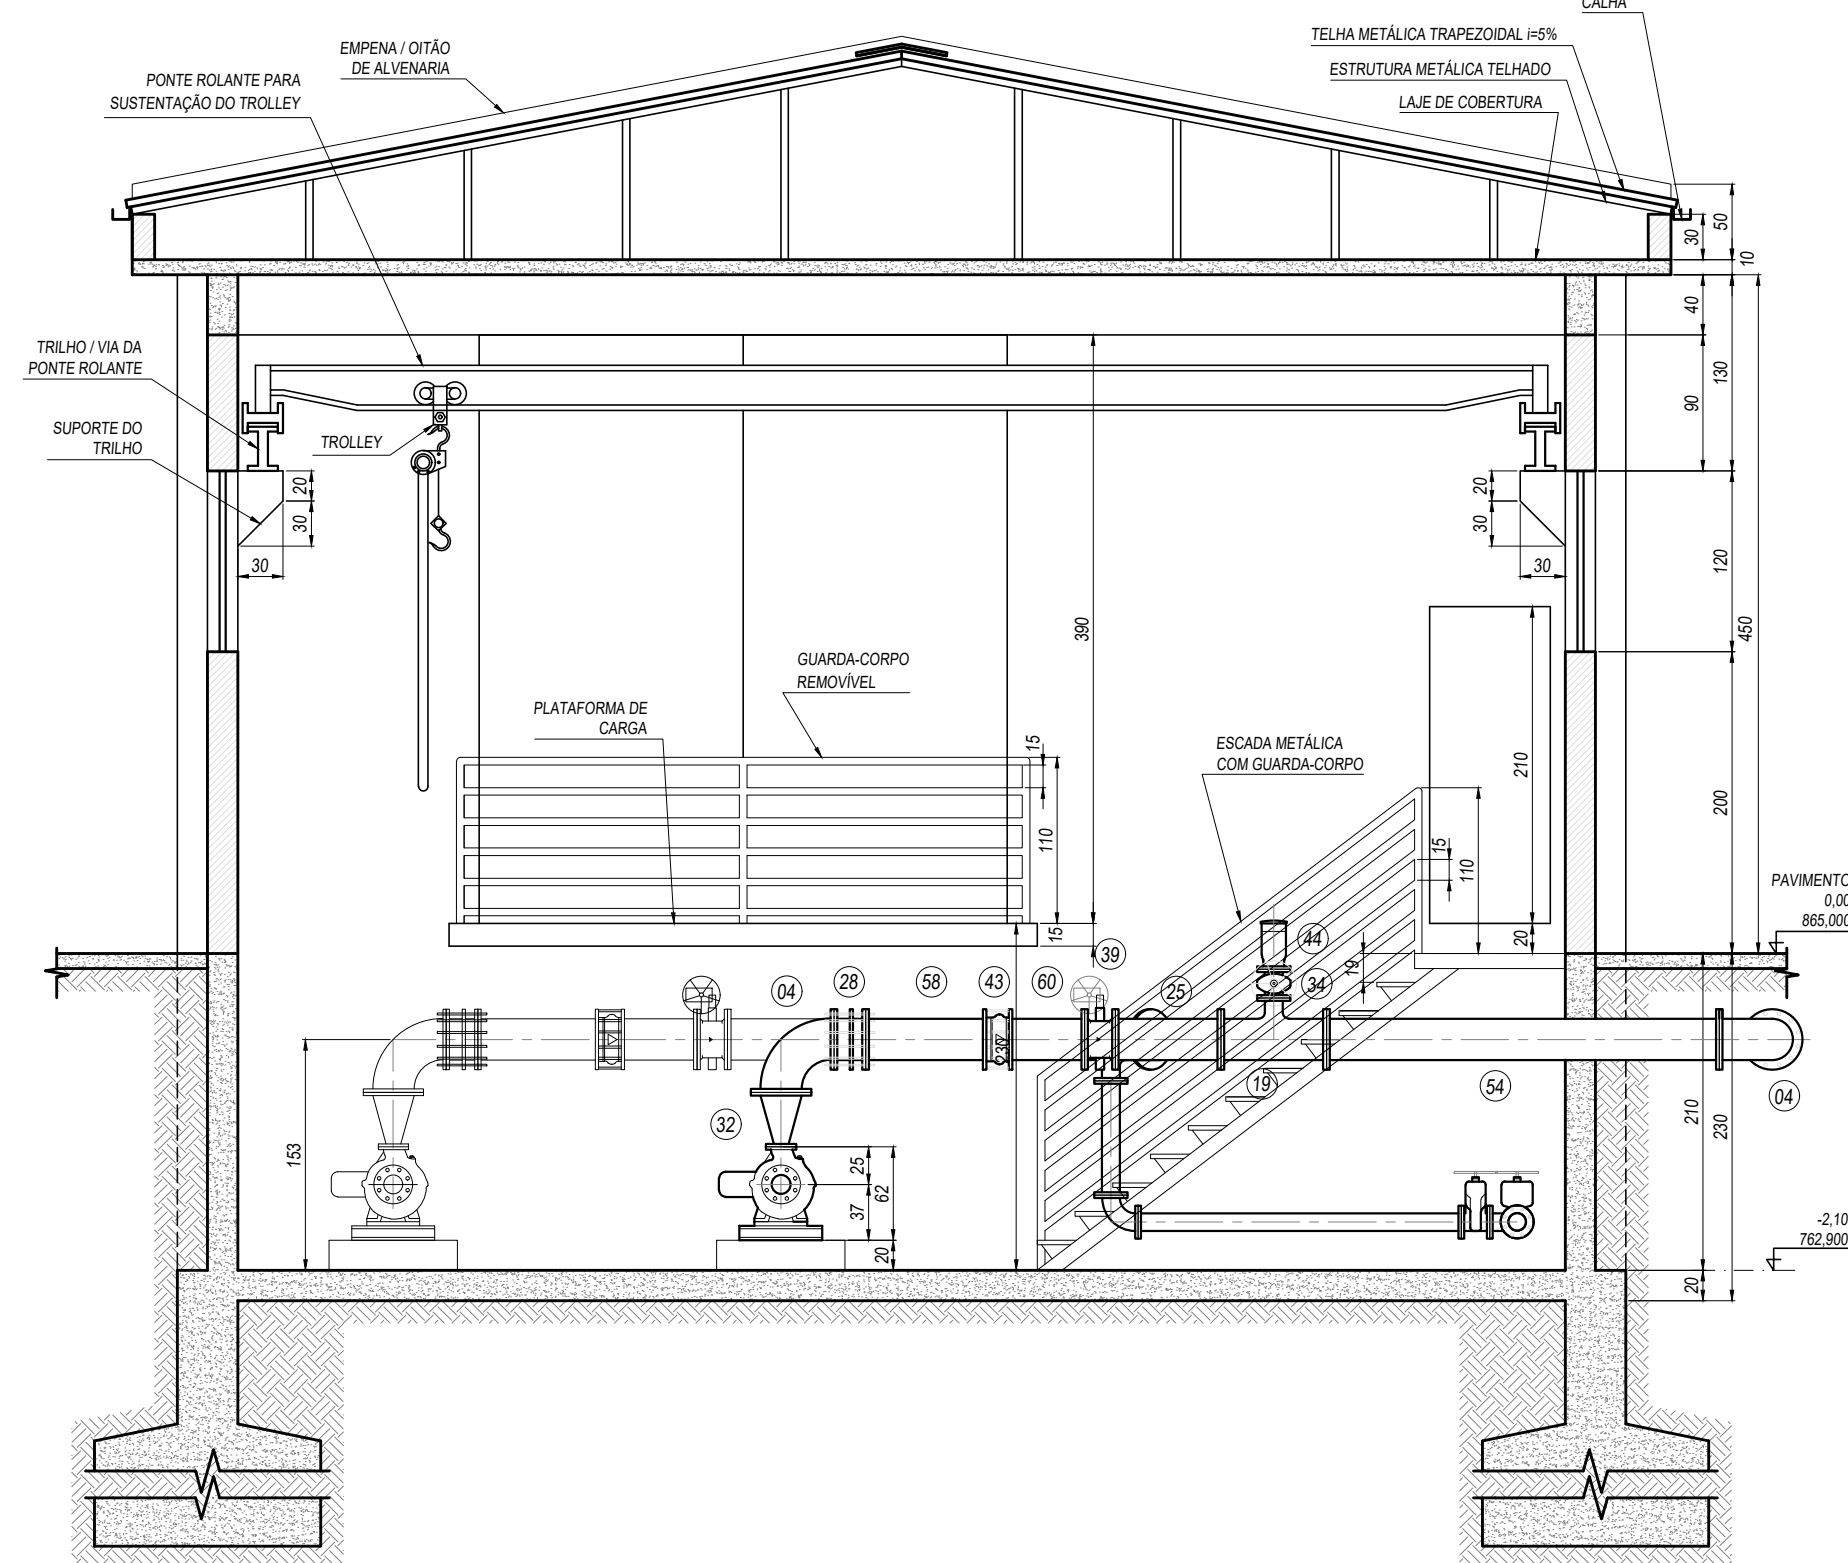 CALHA
TELHA METÁLICA TRAPEZOIDAL i=5%
ESTRUTURA METÁLICA TELHADO
LAJE DE COBERTURA
EMPENA / OITÃO
DE ALVENARIA
PONTE ROLANTE PARA
SUSTENTAÇÃO DO TROLLEY
50
30
10
40
130
90
TRILHO / VIA DA
PONTE ROLANTE
SUPORTE DO
TRILHO
TROLLEY
20
30
30
20
30
30
120
390
450
210
GUARDA-CORPO
REMOVÍVEL
PLATAFORMA DE
CARGA
15
110
15
ESCADA METÁLICA
COM GUARDA-CORPO
15
110
200
20
19
PAVIMENTO
0,00
865,000
39
44
04
28
58
43
60
25
34
230
19
54
04
32
153
25
62
37
20
210
230
20
-2,10
762,900